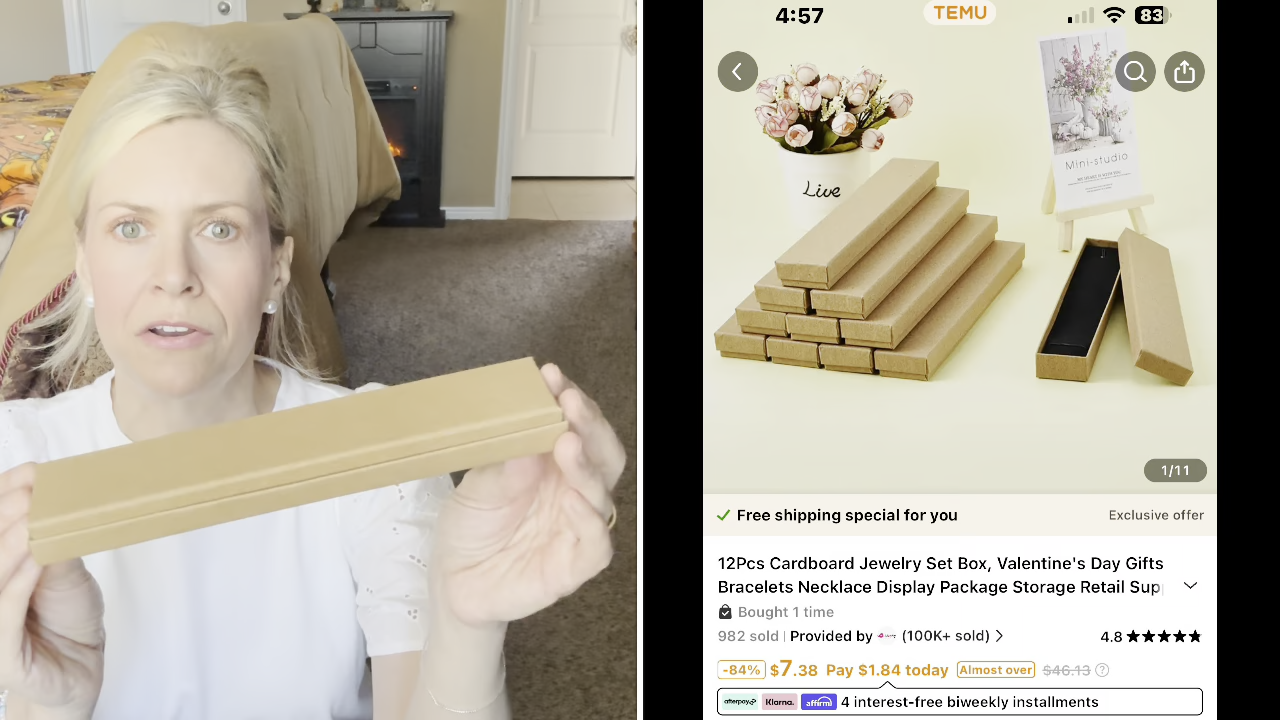 4:57
TEMU
83
Live
Mini-studio
1/11
Free shipping special for you
Exclusive offer
12Pcs Cardboard Jewelry Set Box, Valentine's Day Gifts
Bracelets Necklace Display Package Storage Retail Sup
Bought 1 time
982 sold | Provided by (100K+ sold)
4.8
-84% $7.38 Pay $1.84 today Almost over $46.13
afterpay Klarna. affirm 4 interest-free biweekly installments